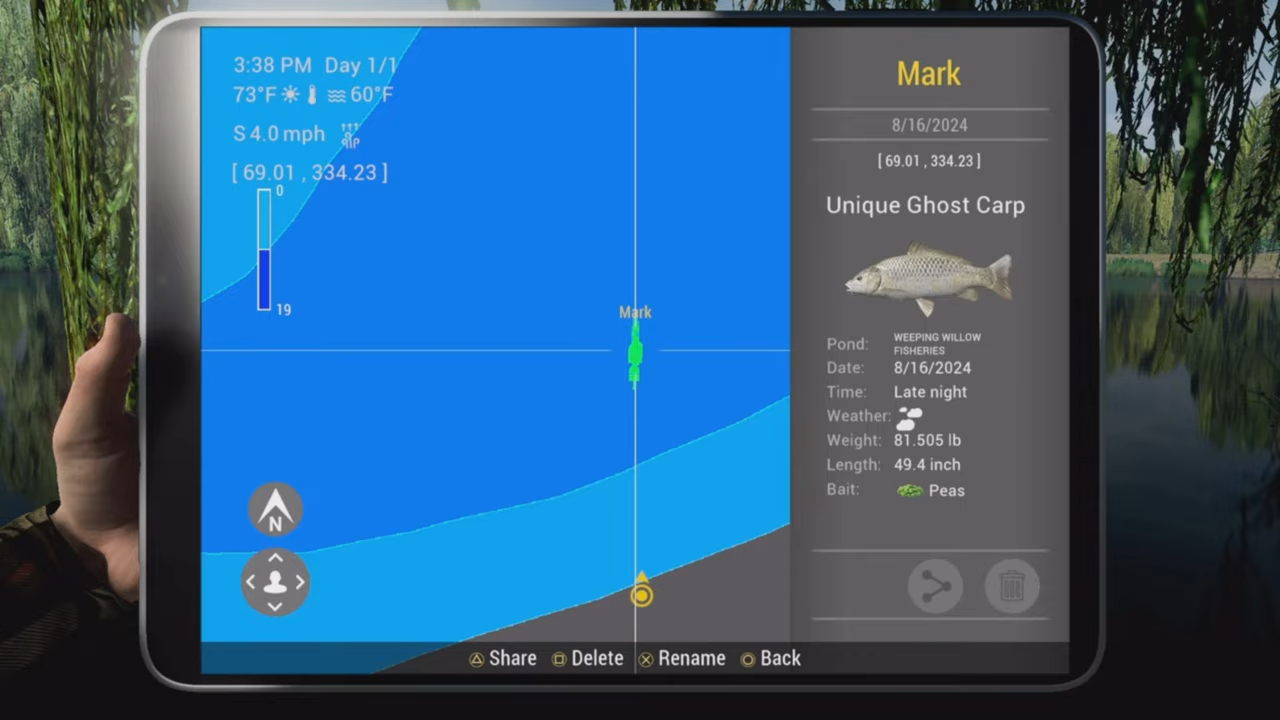 3:38 PM Day 1/1
73°F 60°F
S 4.0 mph
[ 69.01 , 334.23 ]
0
19
Mark
N
Mark
8/16/2024
[ 69.01 , 334.23 ]
Unique Ghost Carp
Pond: WEEPING WILLOW
FISHERIES
Date: 8/16/2024
Time: Late night
Weather:
Weight: 81.505 lb
Length: 49.4 inch
Bait: Peas
Share Delete Rename Back